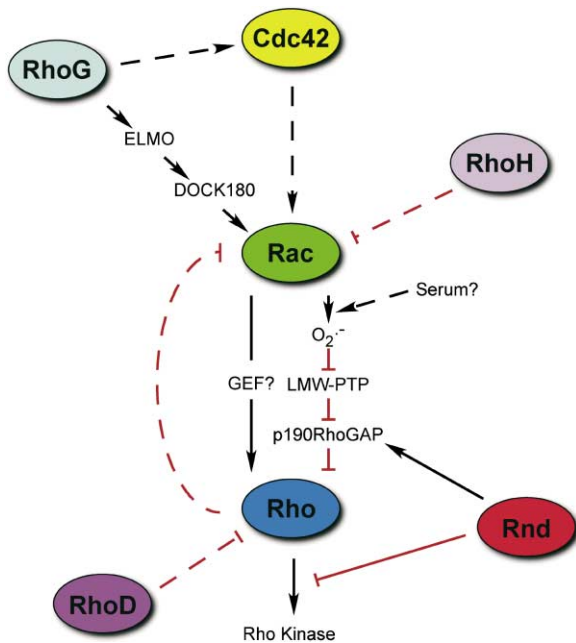 Cdc42
RhoG
ELMO
RhoH
DOCK180
Rac
Serum?
O2·-
GEF?
LMW-PTP
p190RhoGAP
Rho
Rnd
RhoD
Rho Kinase